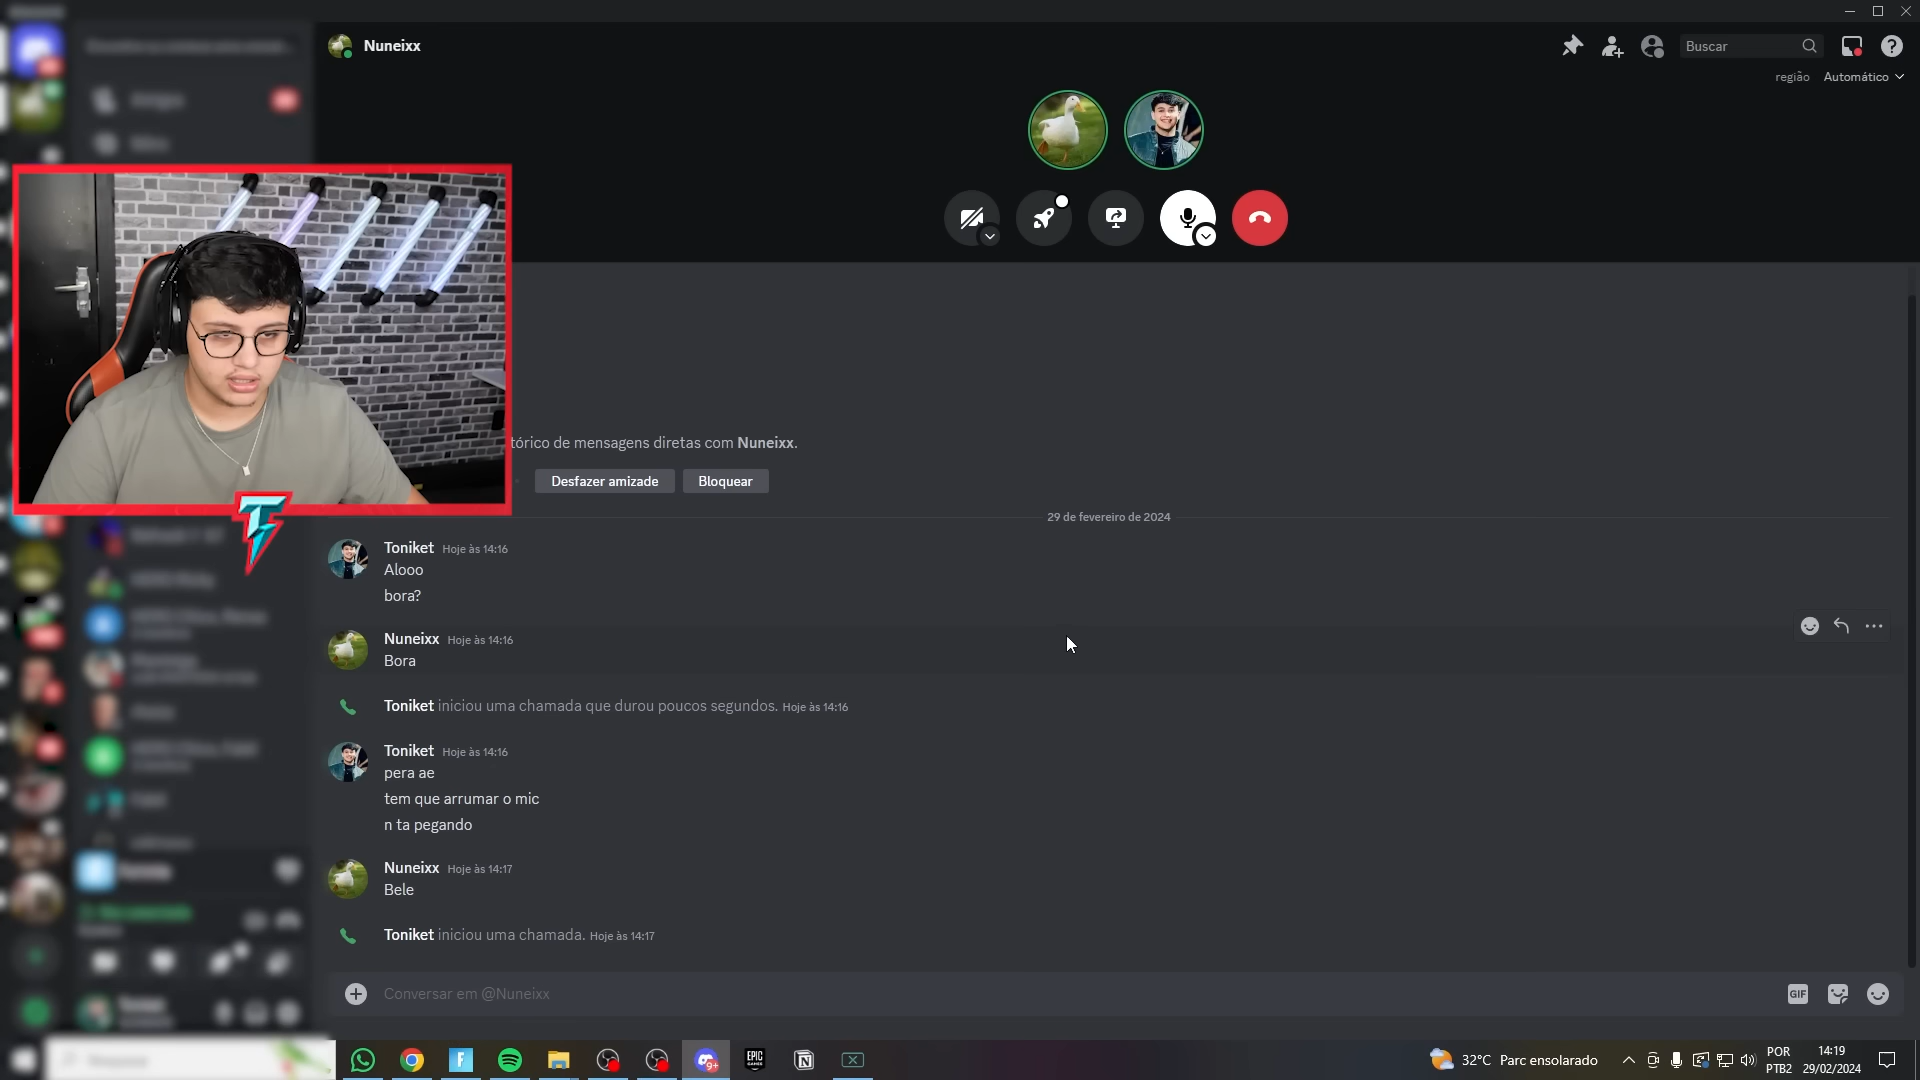 Nuneixx
Buscar
região
Automático
tórico de mensagens diretas com Nuneixx.
Desfazer amizade
Bloquear
29 de fevereiro de 2024
Toniket Hoje às 14:16
Alooo
bora?
Nuneixx Hoje às 14:16
Bora
Toniket iniciou uma chamada que durou poucos segundos. Hoje às 14:16
Toniket Hoje às 14:16
pera ae
tem que arrumar o mic
n ta pegando
Nuneixx Hoje às 14:17
Bele
Toniket iniciou uma chamada. Hoje às 14:17
Conversar em @Nuneixx
GIF
9+
EPIC
GAMES
32°C Parc ensolarado
POR
PTB2
14:19
29/02/2024